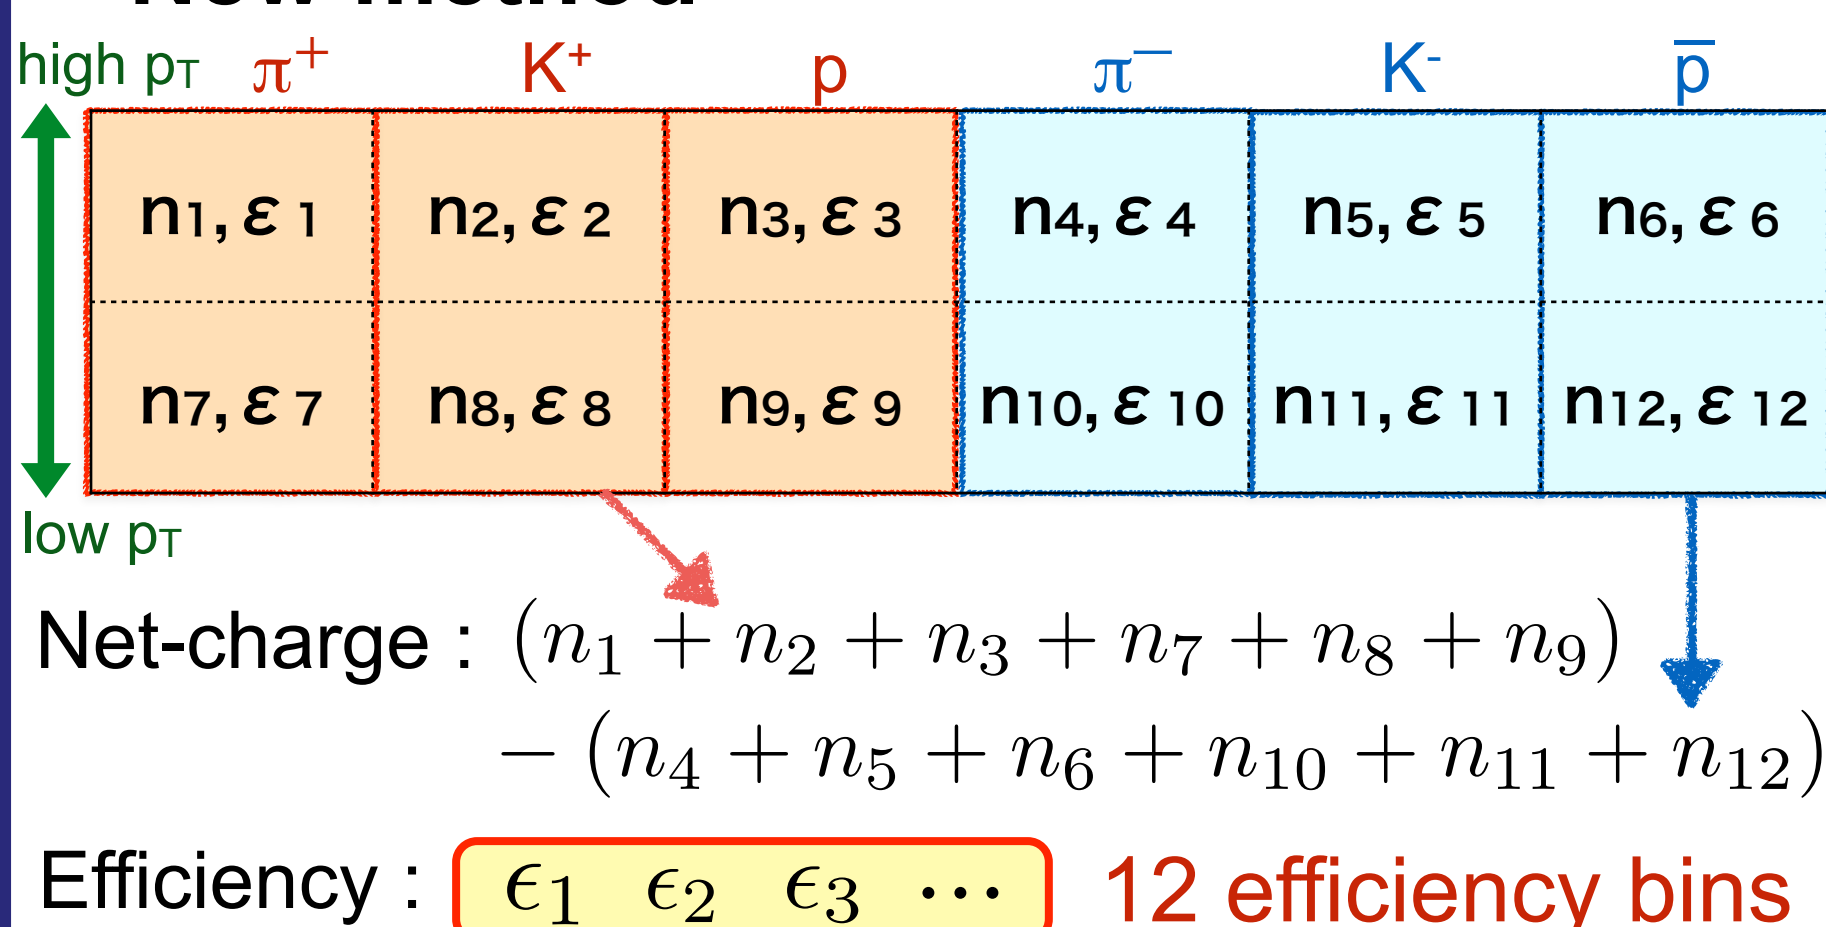 New method
high pT π+ K+ p π− K- p̅
n1, ε 1 n2, ε 2 n3, ε 3 n4, ε 4 n5, ε 5 n6, ε 6
n7, ε 7 n8, ε 8 n9, ε 9 n10, ε 10 n11, ε 11 n12, ε 12
low pT
Net-charge : (n1 + n2 + n3 + n7 + n8 + n9)
− (n4 + n5 + n6 + n10 + n11 + n12)
Efficiency : ϵ1 ϵ2 ϵ3 ⋯ 12 efficiency bins